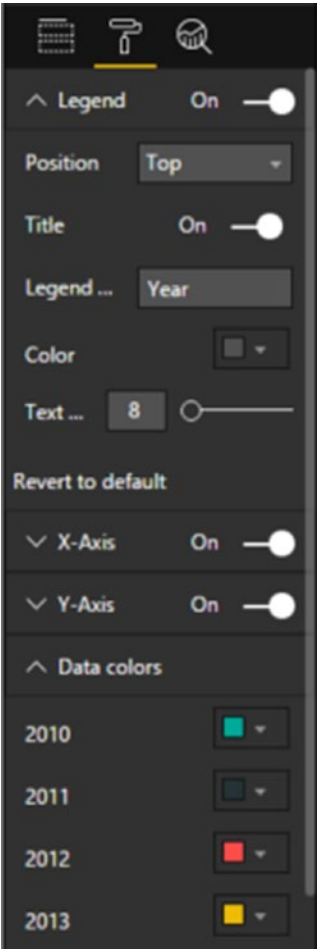 Legend On
Position Top
Title On
Legend ... Year
Color
Text ... 8
Revert to default
X-Axis On
Y-Axis On
Data colors
2010
2011
2012
2013